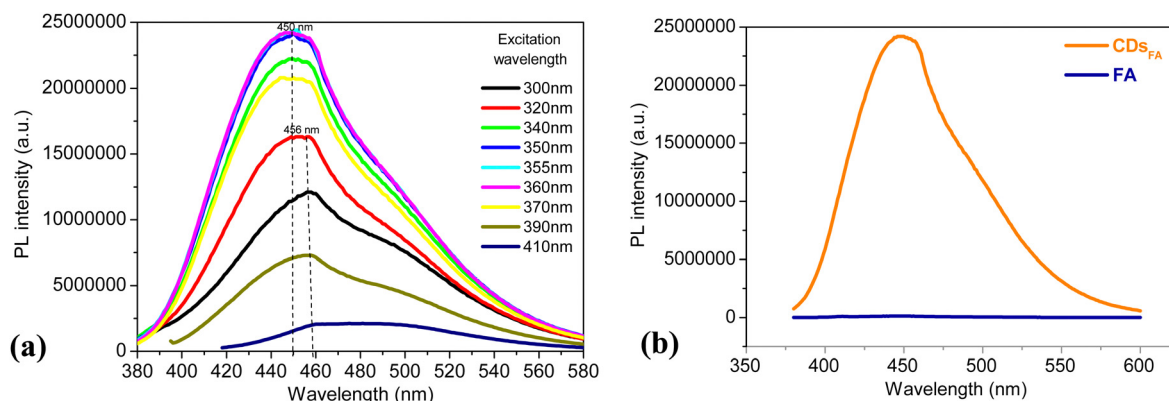 (a)
PL intensity (a.u.)
25000000
20000000
15000000
10000000
5000000
0
450 nm
456 nm
Excitation
wavelength
300nm
320nm
340nm
350nm
355nm
360nm
370nm
390nm
410nm
380 400 420 440 460 480 500 520 540 560 580
Wavelength (nm)
(b)
PL intensity (a.u.)
25000000
20000000
15000000
10000000
5000000
0
CDsFA
FA
350 400 450 500 550 600
Wavelength (nm)